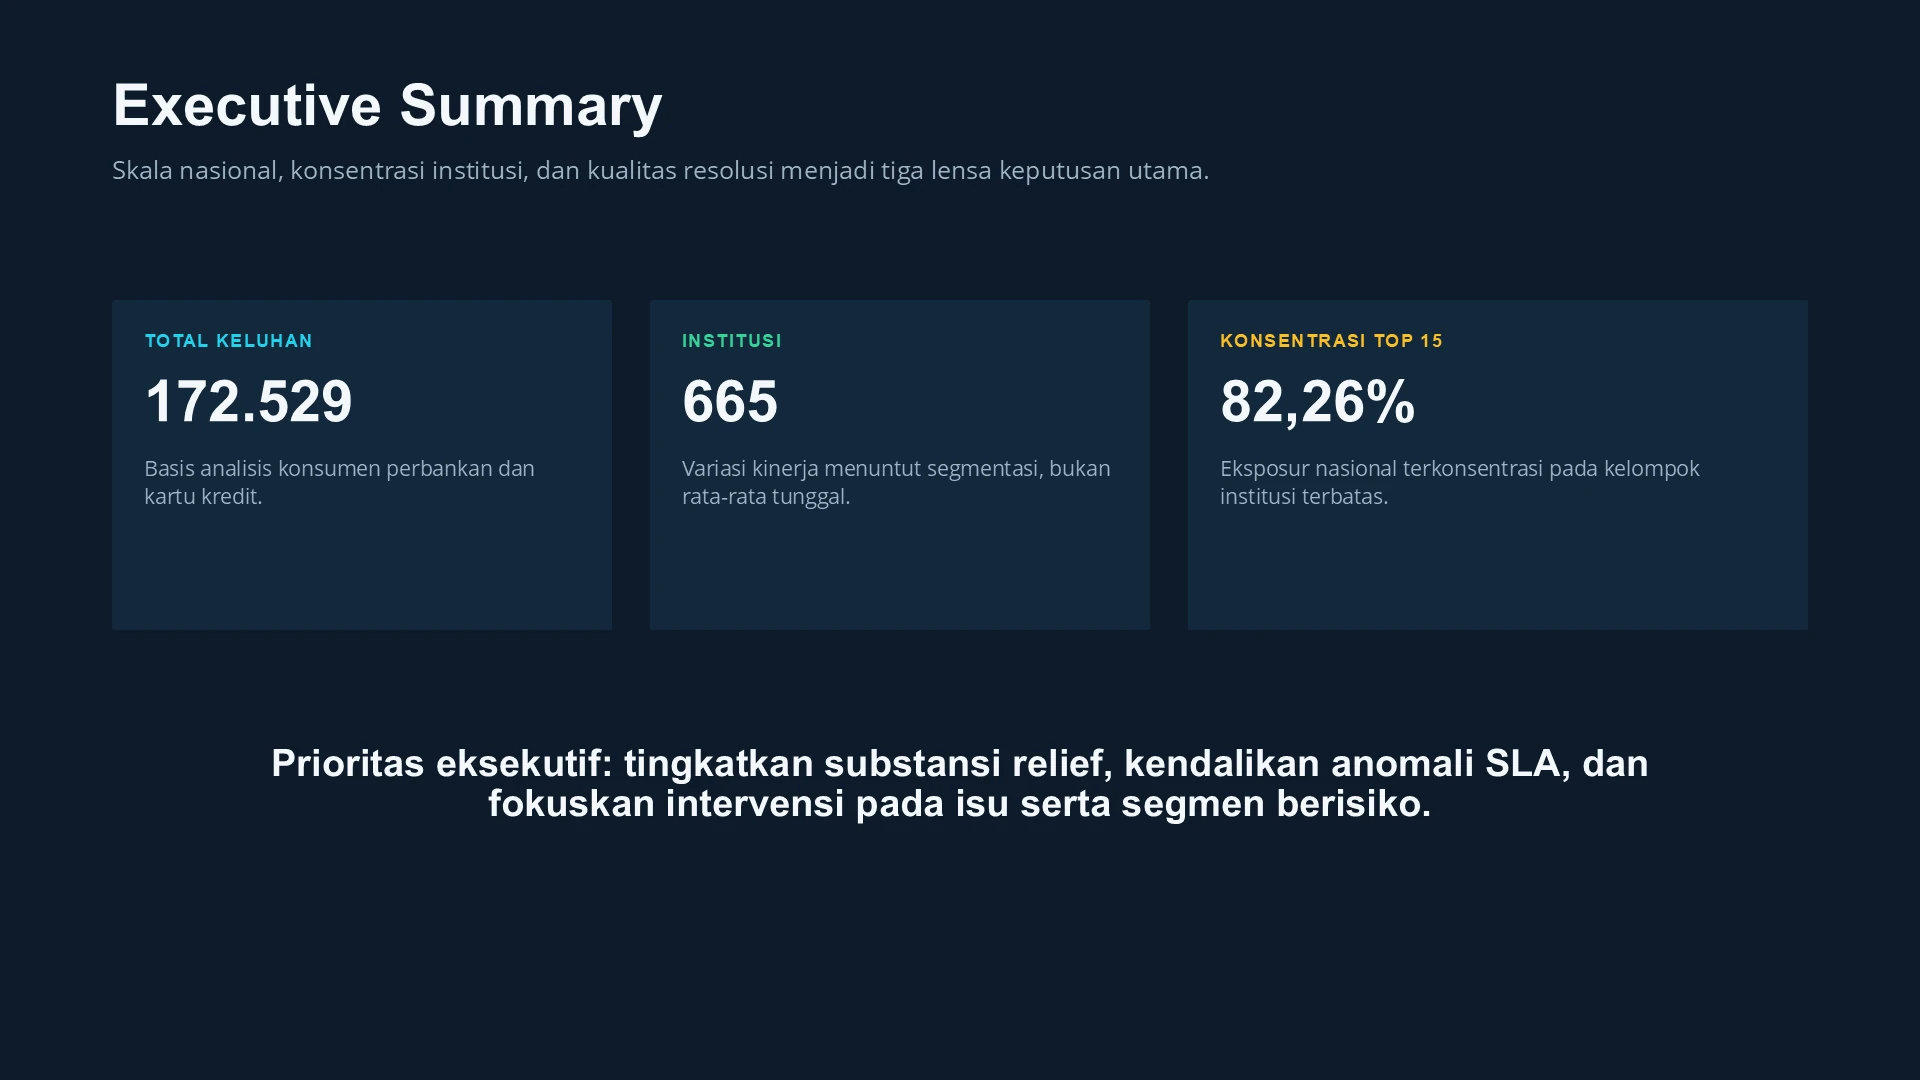 Executive Summary
Skala nasional, konsentrasi institusi, dan kualitas resolusi menjadi tiga lensa keputusan utama.
TOTAL KELUHAN
172.529
Basis analisis konsumen perbankan dan
kartu kredit.
INSTITUSI
665
Variasi kinerja menuntut segmentasi, bukan
rata-rata tunggal.
KONSENTRASI TOP 15
82,26%
Eksposur nasional terkonsentrasi pada kelompok
institusi terbatas.
Prioritas eksekutif: tingkatkan substansi relief, kendalikan anomali SLA, dan
fokuskan intervensi pada isu serta segmen berisiko.